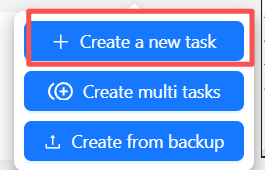 Create a new task
Create multi tasks
Create from backup